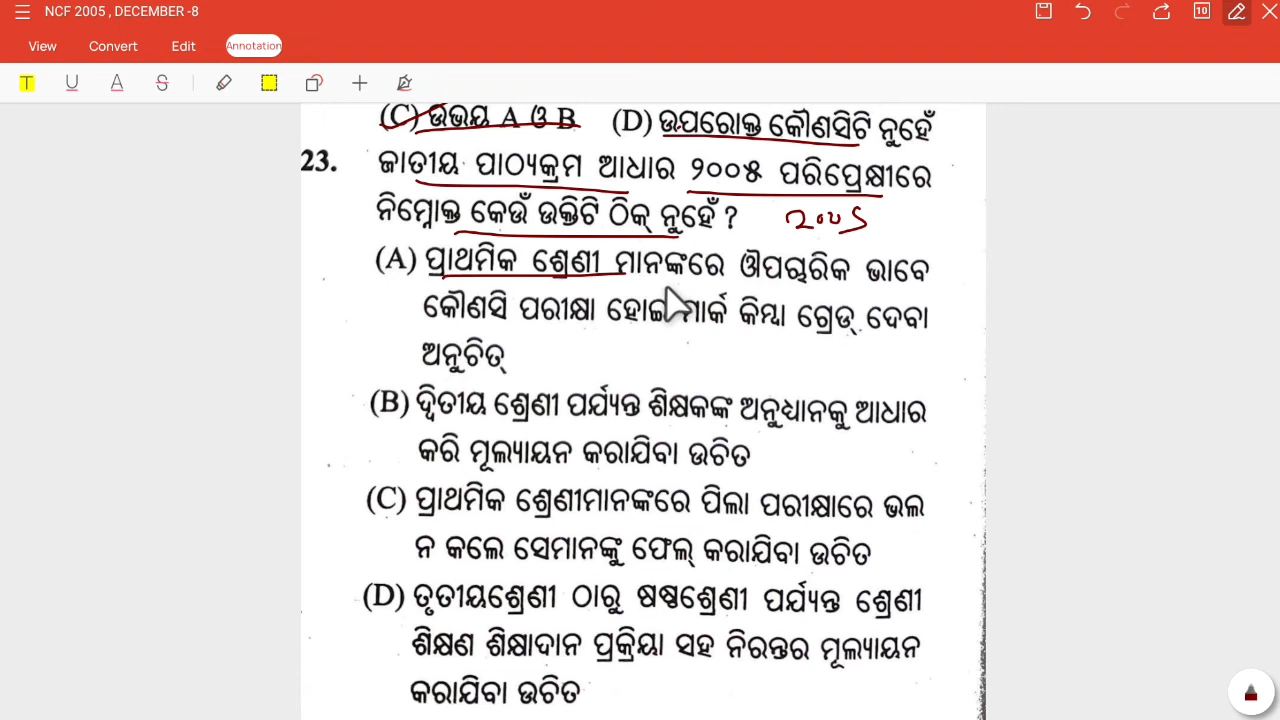 NCF 2005 , DECEMBER -8
10
View Convert Edit Annotation
T U A S
(C) ଉଭୟ A ଓ B (D) ଉପରୋକ୍ତ କୌଣସିଟି ନୁହେଁ
23. ଜାତୀୟ ପାଠ୍ୟକ୍ରମ ଆଧାର ୨୦୦୫ ପରିପ୍ରେକ୍ଷୀରେ
ନିମ୍ନୋକ୍ତ କେଉଁ ଉକ୍ତିଟି ଠିକ୍ ନୁହେଁ ? 2005
(A) ପ୍ରାଥମିକ ଶ୍ରେଣୀ ମାନଙ୍କରେ ଔପଚାରିକ ଭାବେ
କୌଣସି ପରୀକ୍ଷା ହୋଇ ମାର୍କ କିମ୍ବା ଗ୍ରେଡ୍ ଦେବା
ଅନୁଚିତ୍
(B) ଦ୍ୱିତୀୟ ଶ୍ରେଣୀ ପର୍ଯ୍ୟନ୍ତ ଶିକ୍ଷକଙ୍କ ଅନୁଧ୍ୟାନକୁ ଆଧାର
କରି ମୂଲ୍ୟାୟନ କରାଯିବା ଉଚିତ
(C) ପ୍ରାଥମିକ ଶ୍ରେଣୀମାନଙ୍କରେ ପିଲା ପରୀକ୍ଷାରେ ଭଲ
ନ କଲେ ସେମାନଙ୍କୁ ଫେଲ୍ କରାଯିବା ଉଚିତ
(D) ତୃତୀୟଶ୍ରେଣୀ ଠାରୁ ଷଷ୍ଠଶ୍ରେଣୀ ପର୍ଯ୍ୟନ୍ତ ଶ୍ରେଣୀ
ଶିକ୍ଷଣ ଶିକ୍ଷାଦାନ ପ୍ରକ୍ରିୟା ସହ ନିରନ୍ତର ମୂଲ୍ୟାୟନ
କରାଯିବା ଉଚିତ